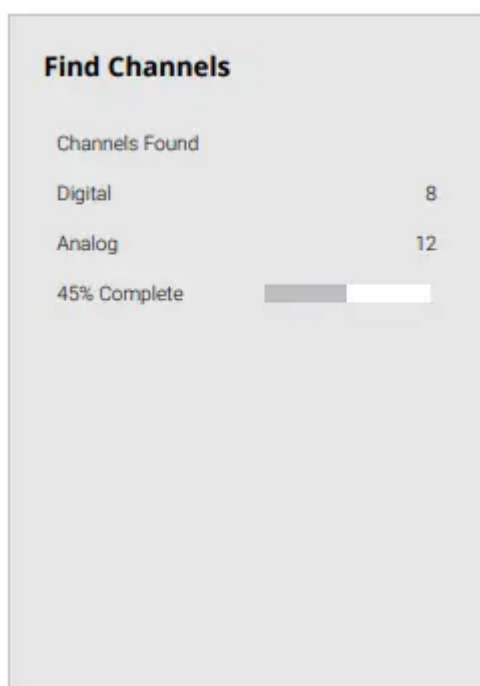 Find Channels
Channels Found
Digital 8
Analog 12
45% Complete